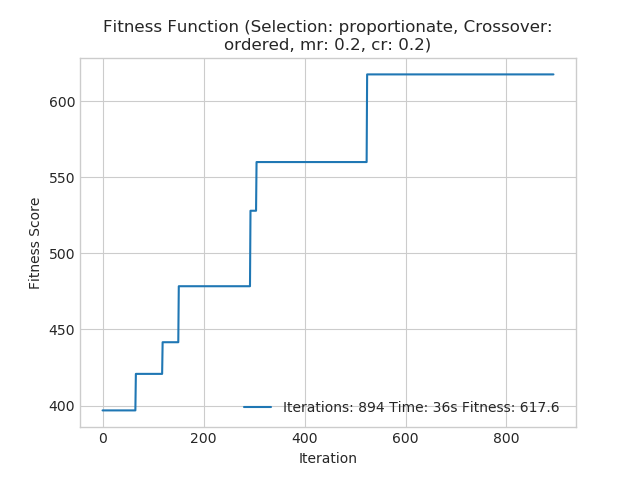 Fitness Function (Selection: proportionate, Crossover:
ordered, mr: 0.2, cr: 0.2)
Fitness Score
600
550
500
450
400
Iterations: 894 Time: 36s Fitness: 617.6
0 200 400 600 800
Iteration